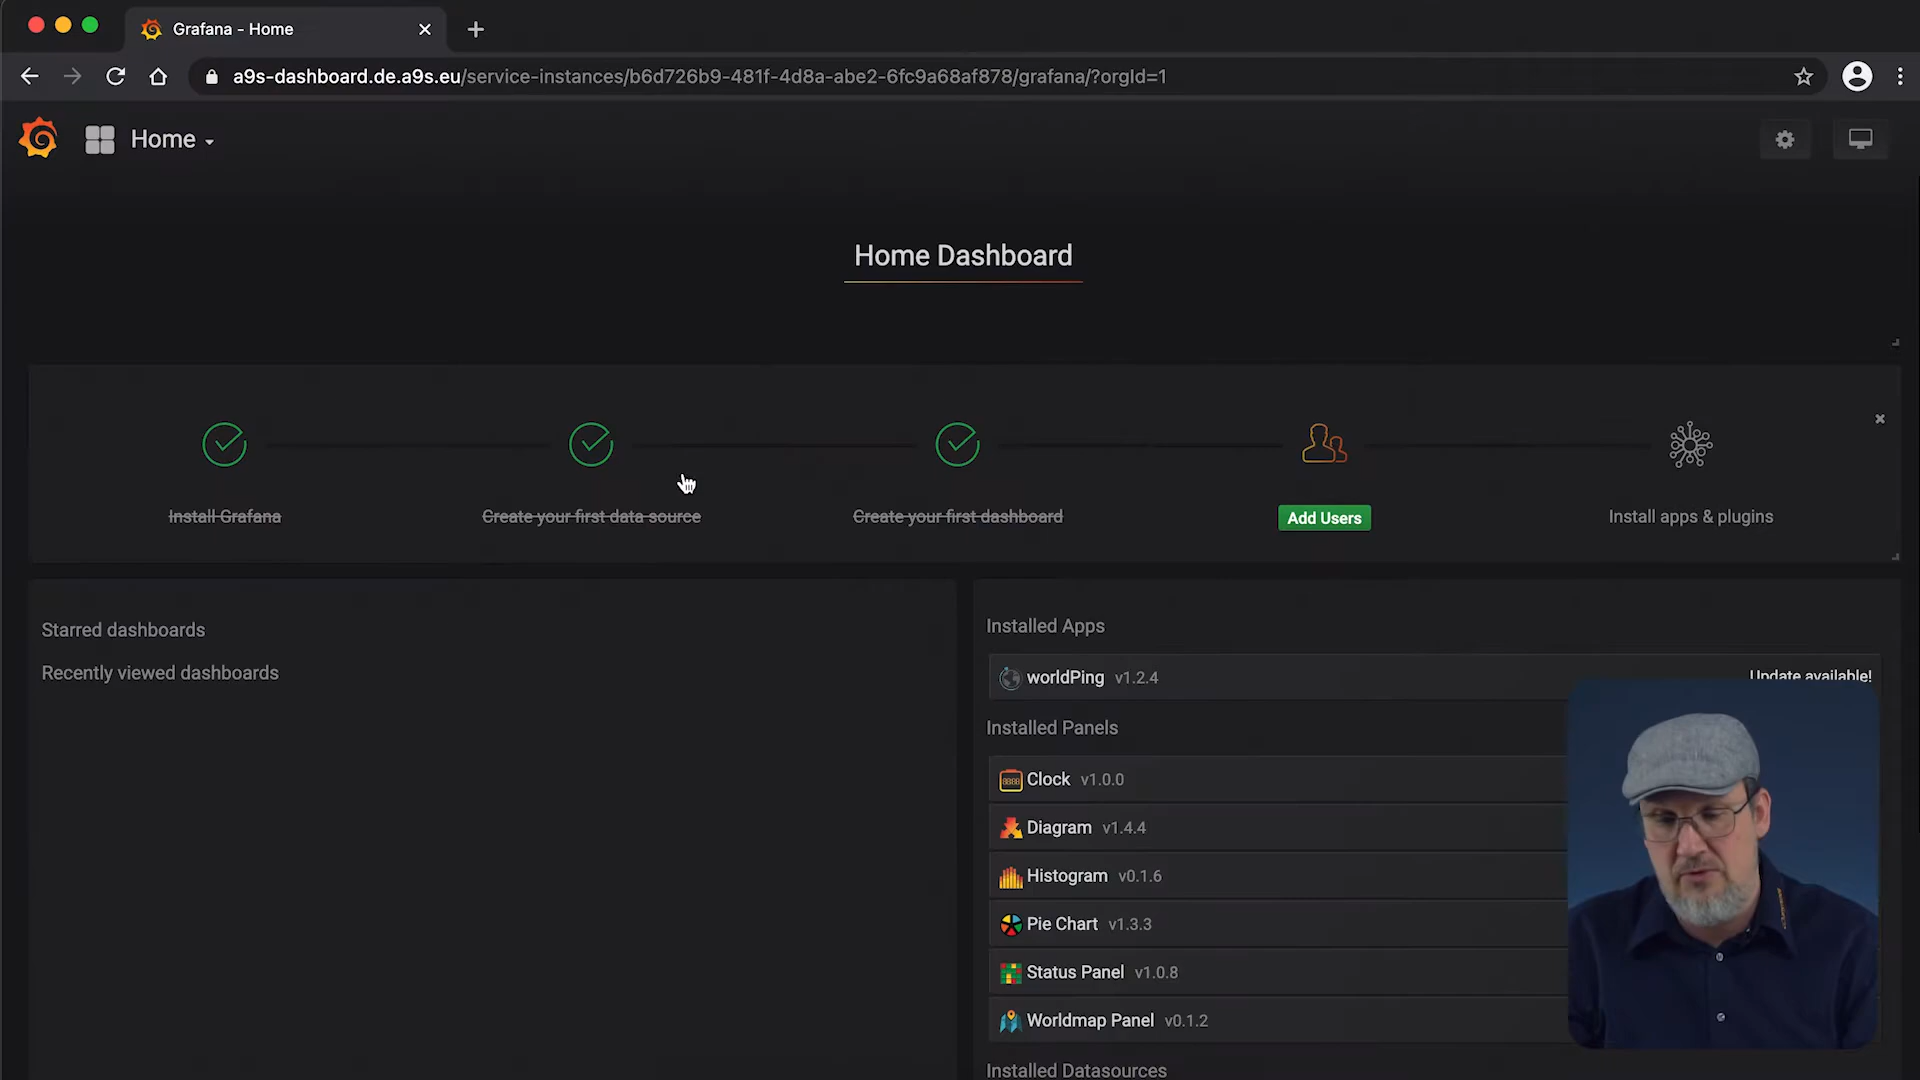 Grafana - Home
a9s-dashboard.de.a9s.eu/service-instances/b6d726b9-481f-4d8a-abe2-6fc9a68af878/grafana/?orgId=1
Home
Home Dashboard
Install Grafana
Create your first data source
Create your first dashboard
Add Users
Install apps & plugins
Starred dashboards
Recently viewed dashboards
Installed Apps
worldPing v1.2.4
Update available!
Installed Panels
Clock v1.0.0
Diagram v1.4.4
Histogram v0.1.6
Pie Chart v1.3.3
Status Panel v1.0.8
Worldmap Panel v0.1.2
Installed Datasources